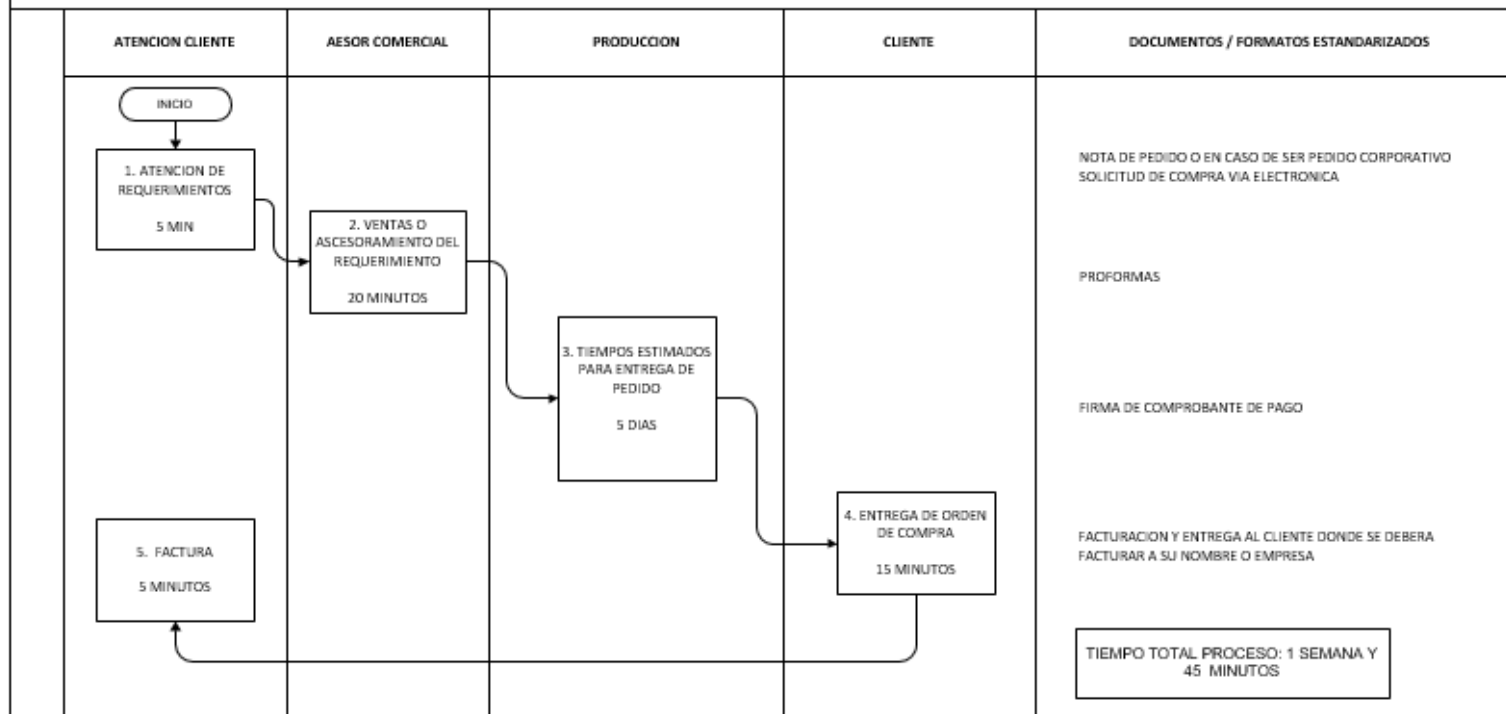 ATENCION CLIENTE
AESOR COMERCIAL
PRODUCCION
CLIENTE
DOCUMENTOS / FORMATOS ESTANDARIZADOS
INICIO
1. ATENCION DE
REQUERIMIENTOS
5 MIN
NOTA DE PEDIDO O EN CASO DE SER PEDIDO CORPORATIVO
SOLICITUD DE COMPRA VIA ELECTRONICA
2. VENTAS O
ASCESORAMIENTO DEL
REQUERIMIENTO
20 MINUTOS
PROFORMAS
3. TIEMPOS ESTIMADOS
PARA ENTREGA DE
PEDIDO
5 DIAS
FIRMA DE COMPROBANTE DE PAGO
4. ENTREGA DE ORDEN
DE COMPRA
15 MINUTOS
FACTURACION Y ENTREGA AL CLIENTE DONDE SE DEBERA
FACTURAR A SU NOMBRE O EMPRESA
5. FACTURA
5 MINUTOS
TIEMPO TOTAL PROCESO: 1 SEMANA Y
45 MINUTOS